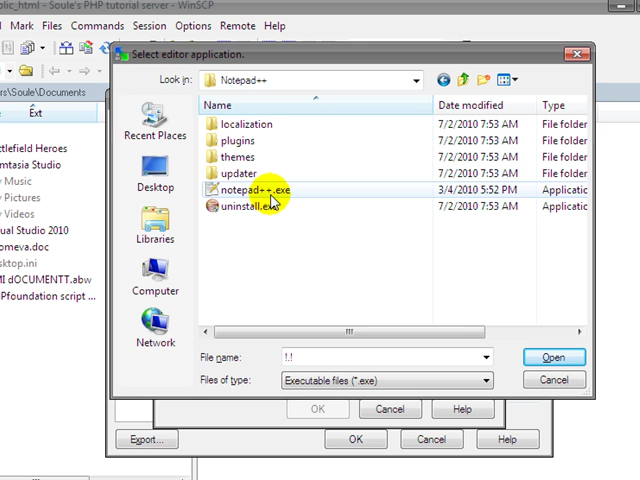 blic_html - Soule's PHP tutorial server - WinSCP
Mark Files Commands Session Options Remote Help
rs\Soule\Documents
Ext
ttlefield Heroes
mtasia Studio
y Music
y Pictures
y Videos
sual Studio 2010
omeva.doc
sktop.ini
MI dOCUMENTT.abw
Pfoundation script ...
Select editor application.
Look in: Notepad++
Recent Places
Desktop
Libraries
Computer
Network
Name Date modified Type
localization 7/2/2010 7:53 AM File folder
plugins 7/2/2010 7:53 AM File folder
themes 7/2/2010 7:53 AM File folder
updater 7/2/2010 7:53 AM File folder
notepad++.exe 3/4/2010 5:52 PM Applicatio
uninstall.exe 7/2/2010 7:53 AM Applicatio
File name: !.!
Open
Files of type: Executable files (*.exe)
Cancel
OK Cancel Help
Export... OK Cancel Help